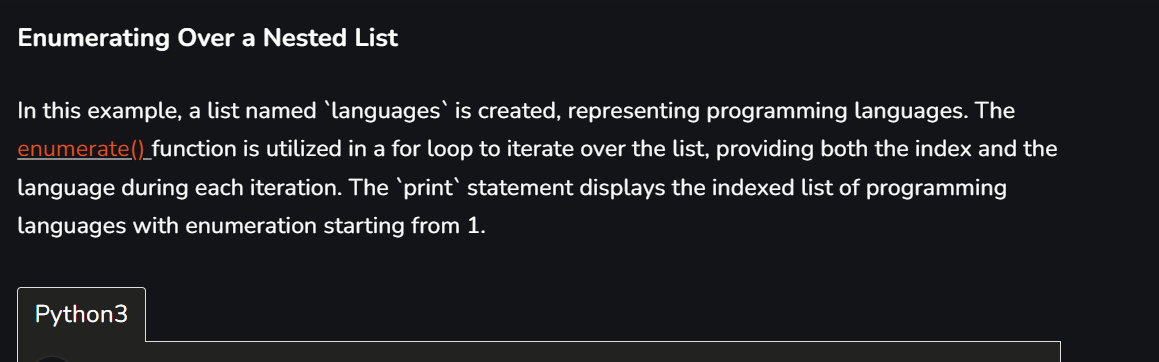 Enumerating Over a Nested List
In this example, a list named `languages` is created, representing programming languages. The
enumerate() function is utilized in a for loop to iterate over the list, providing both the index and the
language during each iteration. The `print` statement displays the indexed list of programming
languages with enumeration starting from 1.
Python3